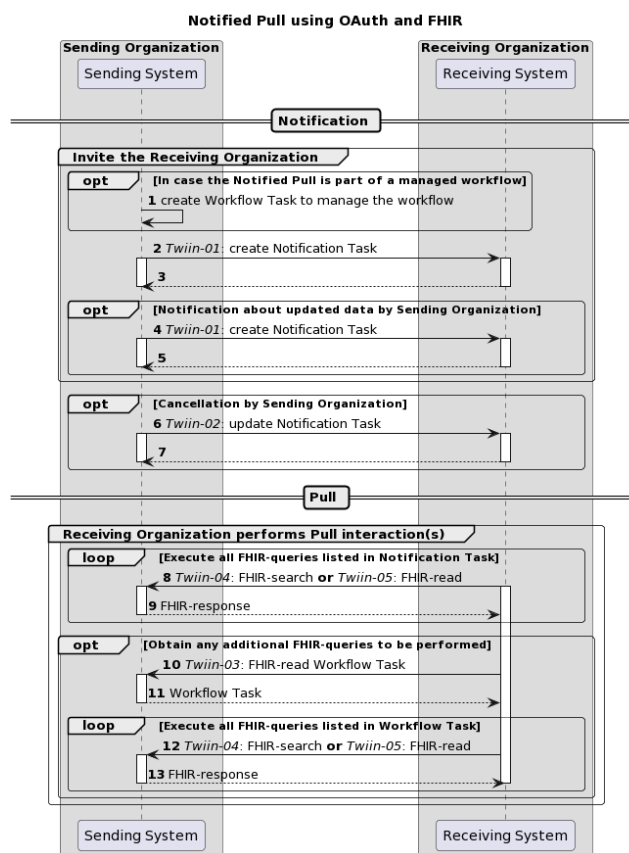 Notified Pull using OAuth and FHIR
Sending Organization
Receiving Organization
Sending System
Receiving System
Notification
Invite the Receiving Organization
opt [In case the Notified Pull is part of a managed workflow]
1 create Workflow Task to manage the workflow
2 Twiin-01: create Notification Task
3
opt [Notification about updated data by Sending Organization]
4 Twiin-01: create Notification Task
5
opt [Cancellation by Sending Organization]
6 Twiin-02: update Notification Task
7
Pull
Receiving Organization performs Pull interaction(s)
loop [Execute all FHIR-queries listed in Notification Task]
8 Twiin-04: FHIR-search or Twiin-05: FHIR-read
9 FHIR-response
opt [Obtain any additional FHIR-queries to be performed]
10 Twiin-03: FHIR-read Workflow Task
11 Workflow Task
loop [Execute all FHIR-queries listed in Workflow Task]
12 Twiin-04: FHIR-search or Twiin-05: FHIR-read
13 FHIR-response
Sending System
Receiving System